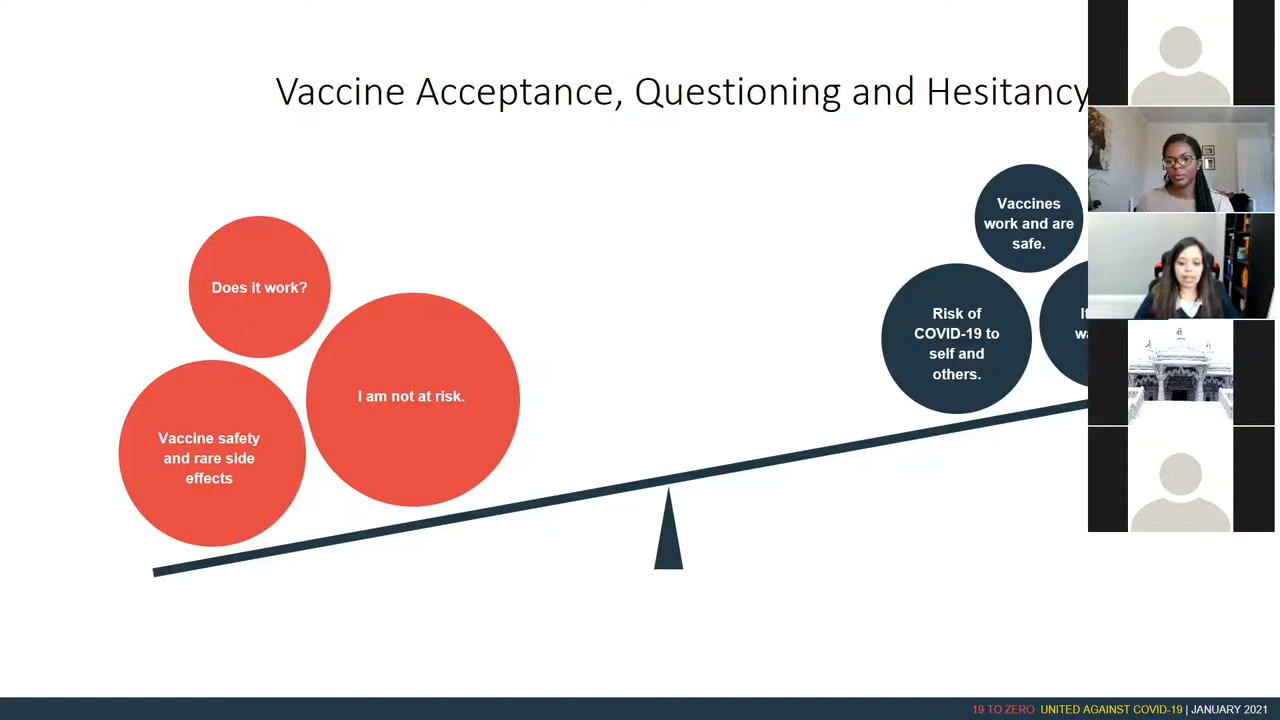 Vaccine Acceptance, Questioning and Hesitancy
Does it work?
I am not at risk.
Vaccine safety
and rare side
effects
Vaccines
work and are
safe.
Risk of
COVID-19 to
self and
others.
19 TO ZERO UNITED AGAINST COVID-19 | JANUARY 2021